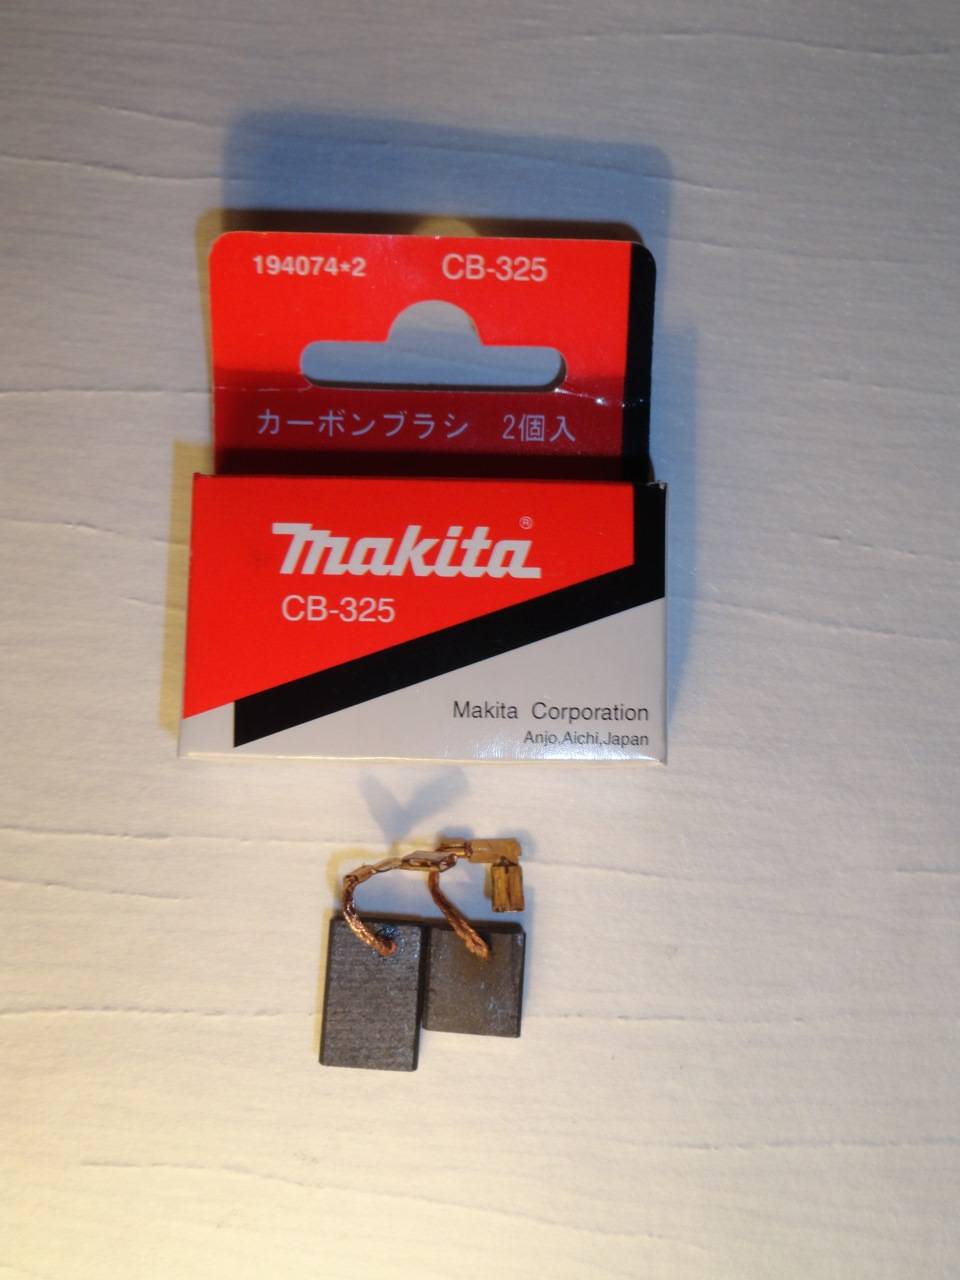 194074*2 CB-325
カーボンブラシ 2個入
makita®
CB-325
Makita Corporation
Anjo,Aichi,Japan